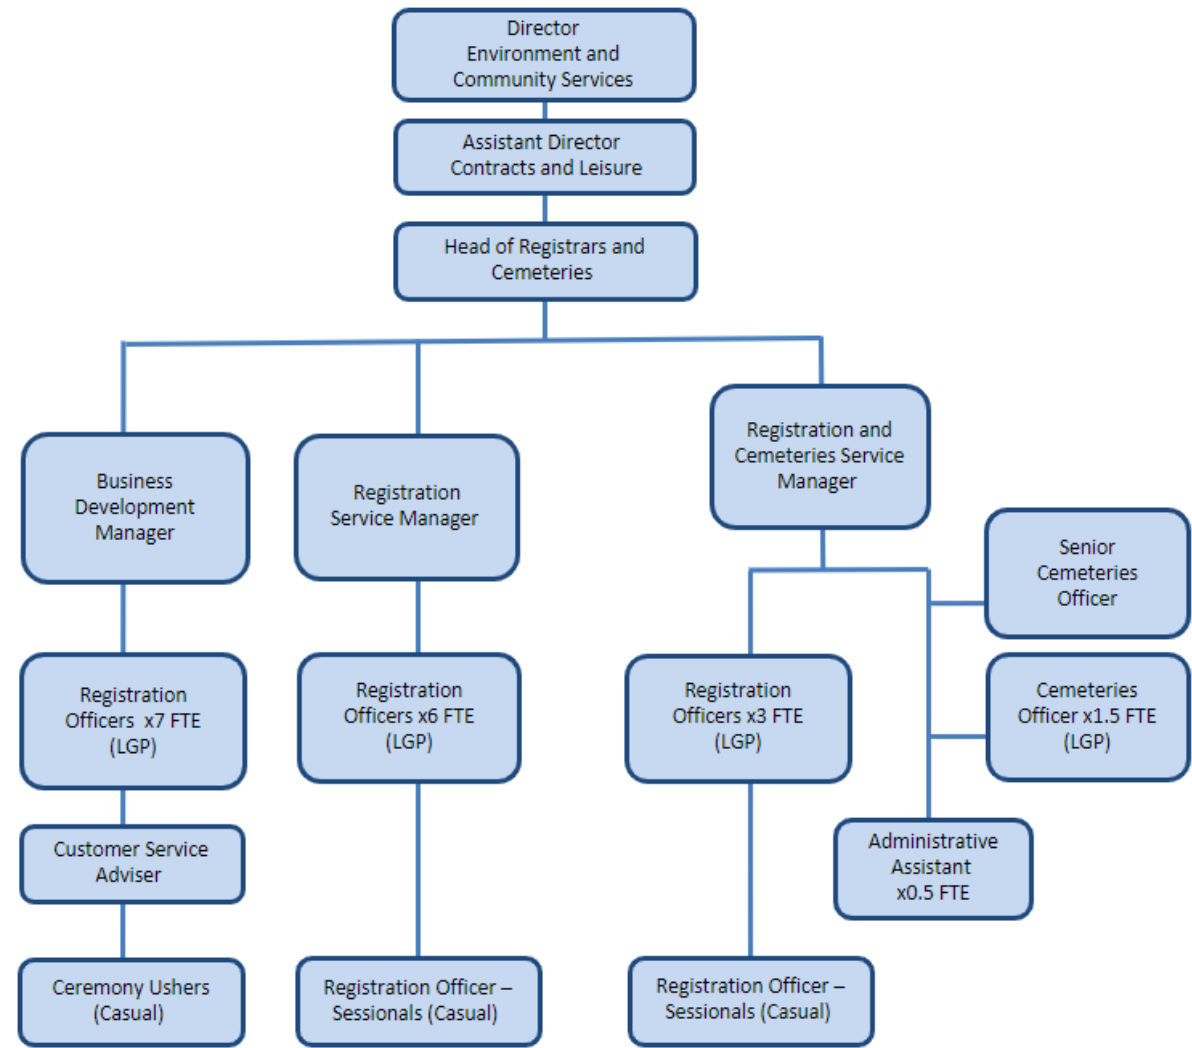 Director
Environment and
Community Services
Assistant Director
Contracts and Leisure
Head of Registrars and
Cemeteries
Business
Development
Manager
Registration
Service Manager
Registration and
Cemeteries Service
Manager
Senior
Cemeteries
Officer
Registration
Officers  x7 FTE
(LGP)
Registration
Officers x6 FTE
(LGP)
Registration
Officers x3 FTE
(LGP)
Cemeteries
Officer x1.5 FTE
(LGP)
Customer Service
Adviser
Administrative
Assistant
x0.5 FTE
Ceremony Ushers
(Casual)
Registration Officer –
Sessionals (Casual)
Registration Officer –
Sessionals (Casual)